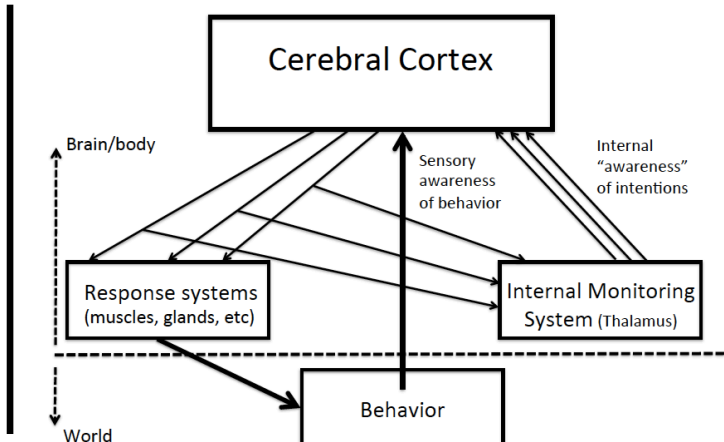 Cerebral Cortex
Brain/body
Sensory
awareness
of behavior
Internal
“awareness”
of intentions
Response systems
(muscles, glands, etc)
Internal Monitoring
System (Thalamus)
Behavior
World